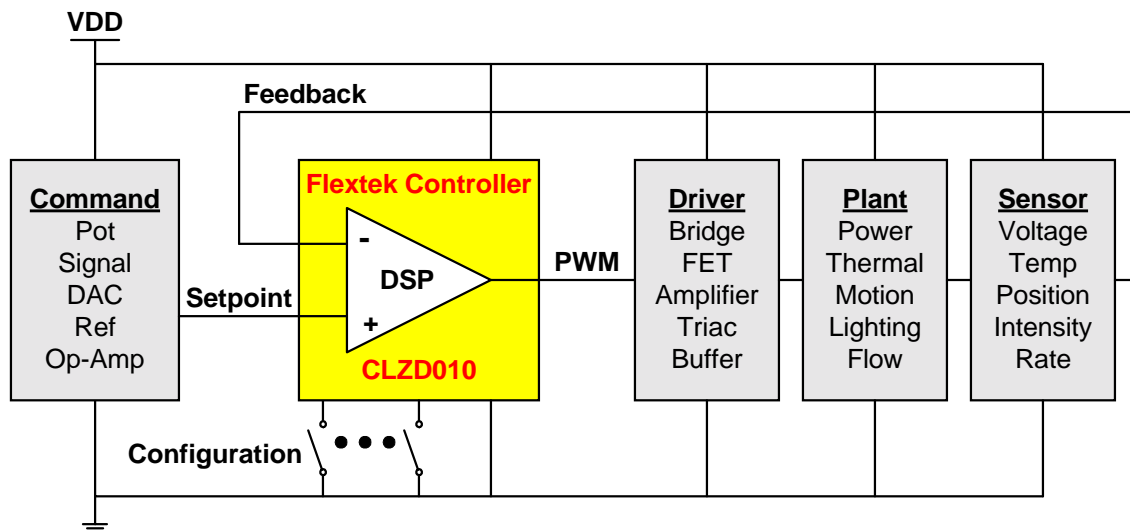 VDD
Feedback
Command
Pot
Signal
DAC
Ref
Op-Amp
Setpoint
Flextek Controller
-
DSP
+
CLZD010
Configuration
PWM
Driver
Bridge
FET
Amplifier
Triac
Buffer
Plant
Power
Thermal
Motion
Lighting
Flow
Sensor
Voltage
Temp
Position
Intensity
Rate